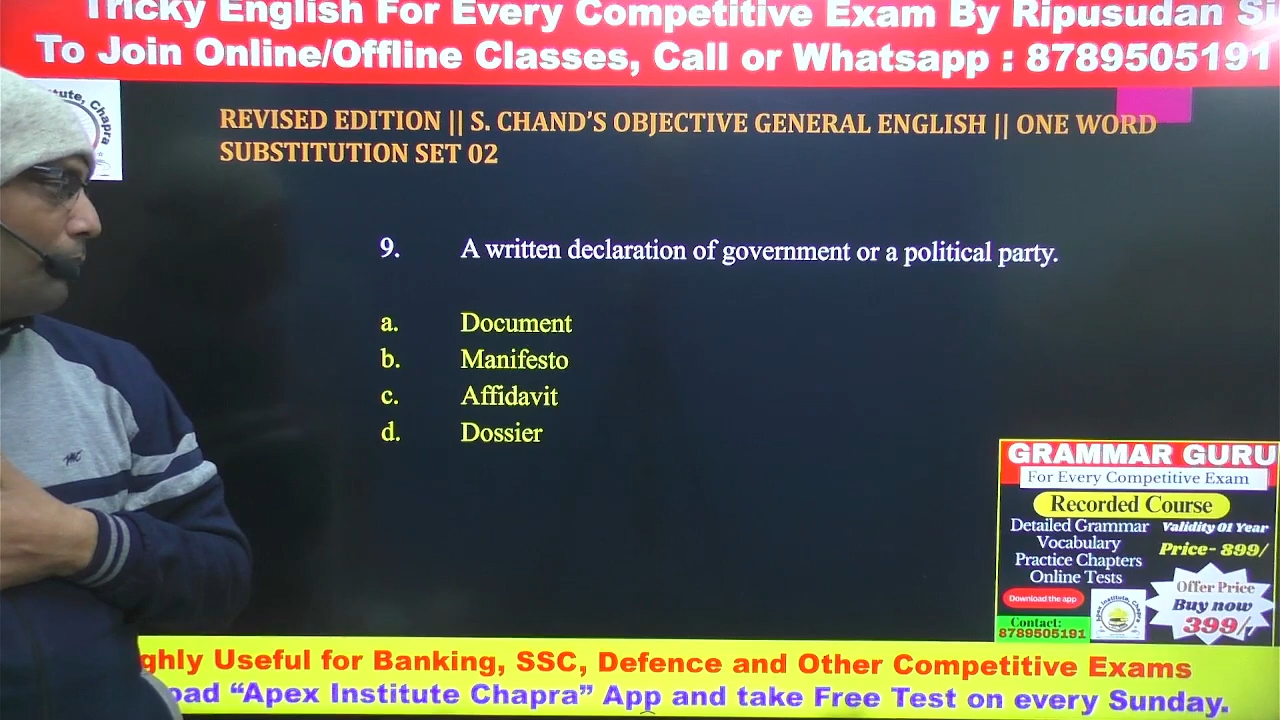 Tricky English For Every Competitive Exam By Ripusudan
To Join Online/Offline Classes, Call or Whatsapp : 8789505191
REVISED EDITION || S. CHAND'S OBJECTIVE GENERAL ENGLISH || ONE WORD
SUBSTITUTION SET 02
9. A written declaration of government or a political party.
a. Document
b. Manifesto
c. Affidavit
d. Dossier
GRAMMAR GURU
For Every Competitive Exam
Recorded Course
Detailed Grammar
Vocabulary
Practice Chapters
Online Tests
Validity 01 Year
Price- 899/
Download the app
Offer Price
Buy now
399/-
Contact:
8789505191
Useful for Banking, SSC, Defence and Other Competitive Exams
“Apex Institute Chapra” App and take Free Test on every Sunday.